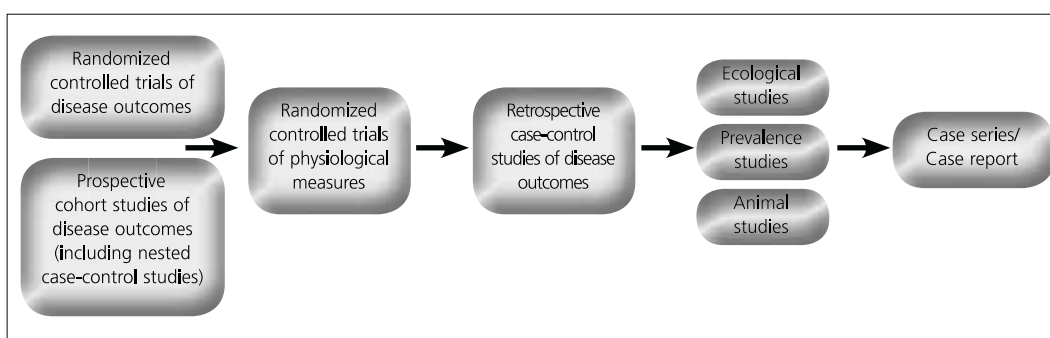 Randomized
controlled trials of
disease outcomes
Prospective
cohort studies of
disease outcomes
(including nested
case-control studies)
Randomized
controlled trials
of physiological
measures
Retrospective
case-control
studies of disease
outcomes
Ecological
studies
Prevalence
studies
Animal
studies
Case series/
Case report